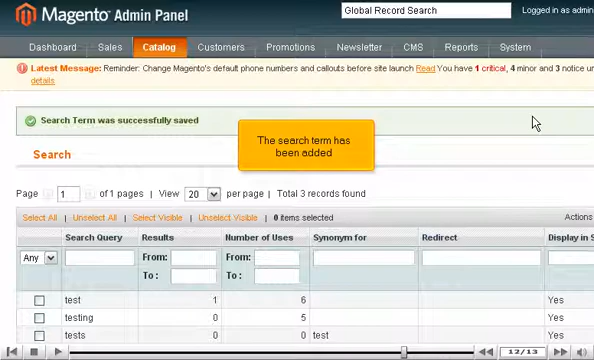 Magento Admin Panel
Global Record Search
Logged in as admin
Dashboard Sales Catalog Customers Promotions Newsletter CMS Reports System
Latest Message: Reminder: Change Magento's default phone numbers and callouts before site launch Read You have 1 critical, 4 minor and 3 notice un
details
Search Term was successfully saved
The search term has
been added
Search
Page 1 of 1 pages | View 20 per page | Total 3 records found
Select All | Unselect All | Select Visible | Unselect Visible | 0 items selected
Actions
Search Query Results Number of Uses Synonym for Redirect Display in S
Any From: From:
To : To :
test 1 6 Yes
testing 0 5 Yes
tests 0 0 test Yes
12/13